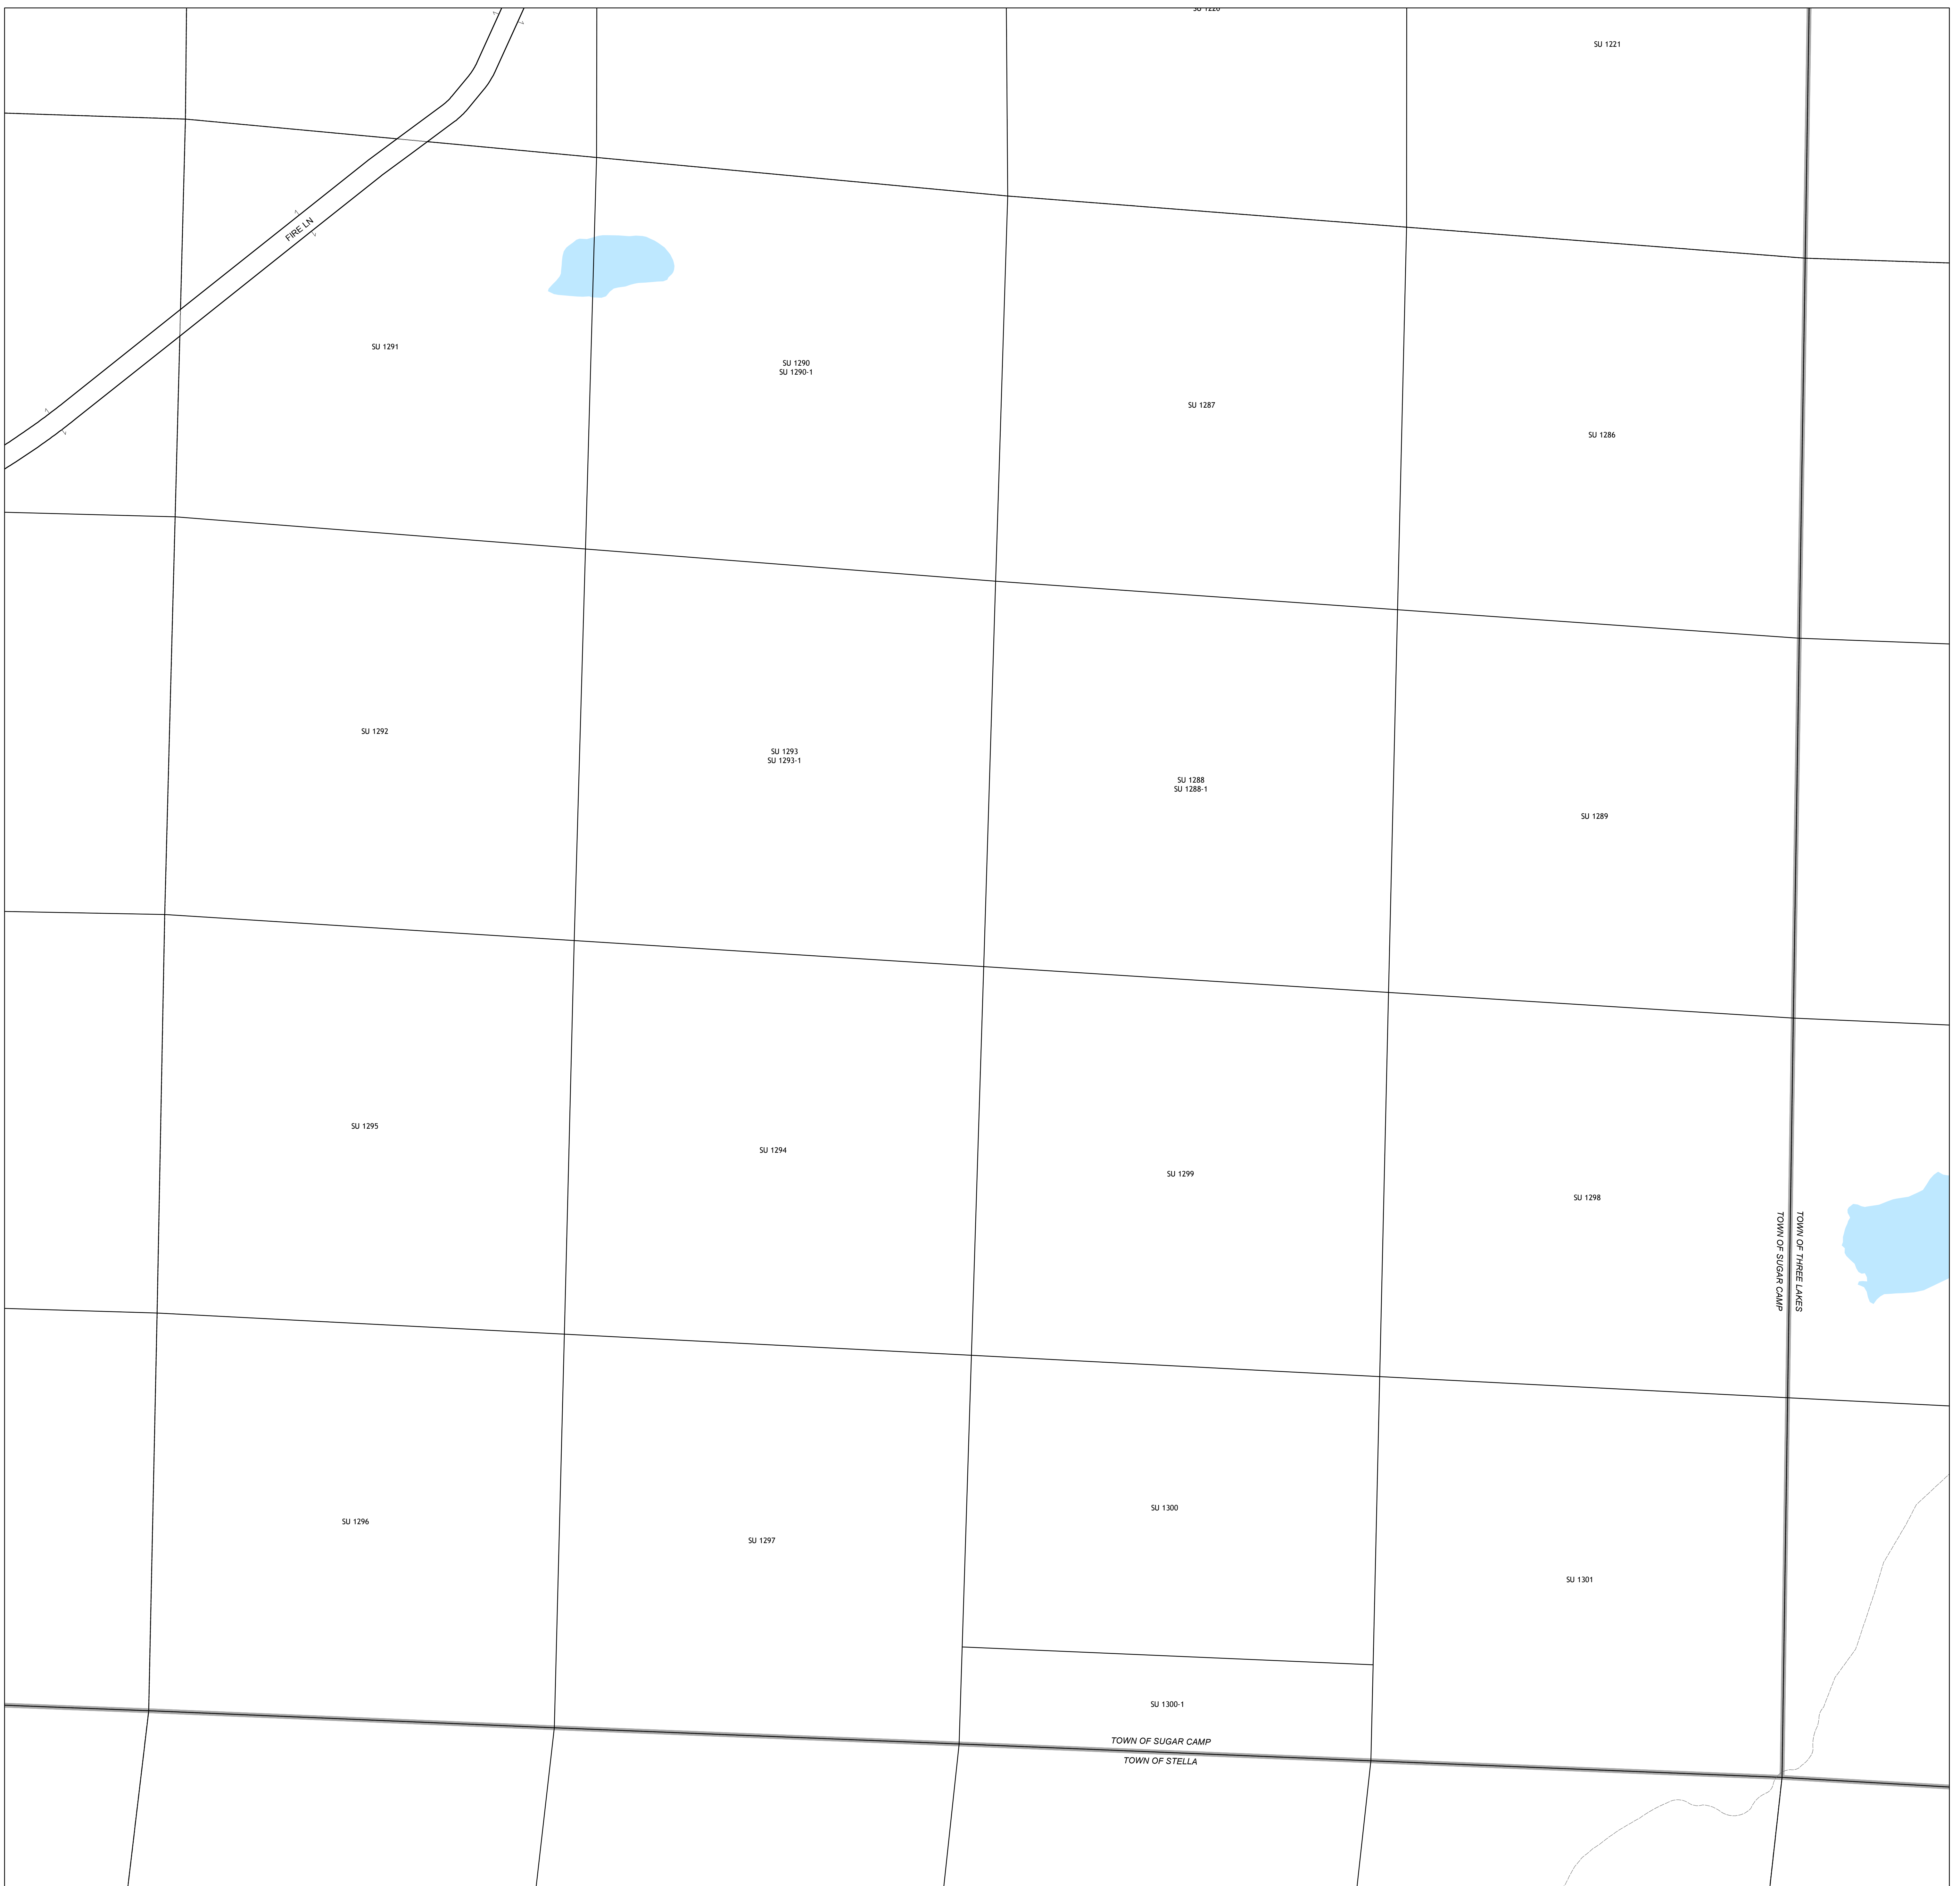 SU 1220
SU 1221
FIRE LN
SU 1291
SU 1290
SU 1290-1
SU 1287
SU 1286
SU 1292
SU 1293
SU 1293-1
SU 1288
SU 1288-1
SU 1289
SU 1295
SU 1294
SU 1299
SU 1298
TOWN OF THREE LAKES
TOWN OF SUGAR CAMP
SU 1296
SU 1297
SU 1300
SU 1301
SU 1300-1
TOWN OF SUGAR CAMP
TOWN OF STELLA